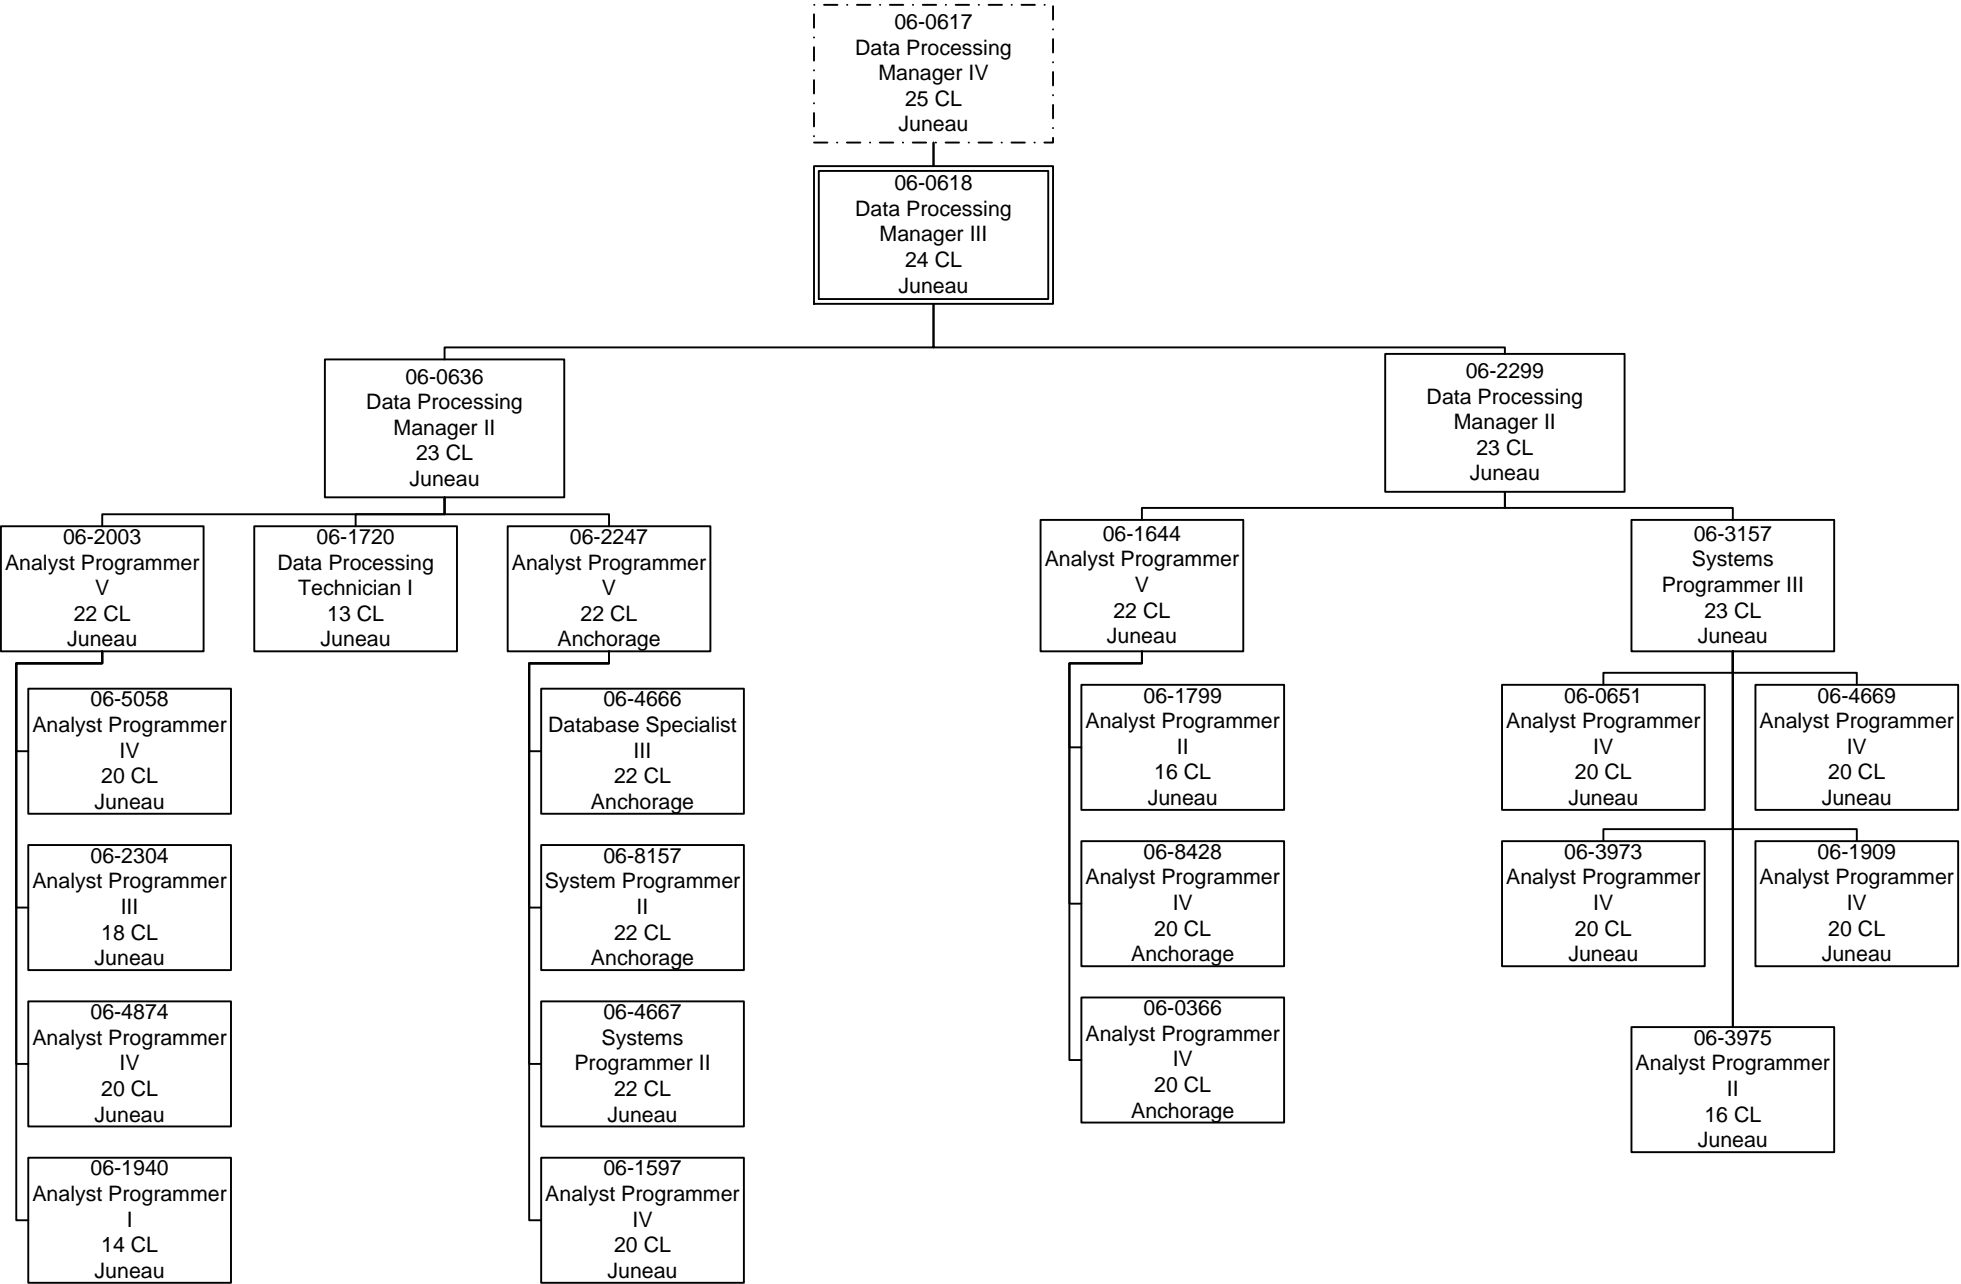 06-0617
Data Processing
Manager IV
25 CL
Juneau
06-0618
Data Processing
Manager III
24 CL
Juneau
06-0636
Data Processing
Manager II
23 CL
Juneau
06-2299
Data Processing
Manager II
23 CL
Juneau
06-2003
Analyst Programmer
V
22 CL
Juneau
06-1720
Data Processing
Technician I
13 CL
Juneau
06-2247
Analyst Programmer
V
22 CL
Anchorage
06-1644
Analyst Programmer
V
22 CL
Juneau
06-3157
Systems
Programmer III
23 CL
Juneau
06-5058
Analyst Programmer
IV
20 CL
Juneau
06-4666
Database Specialist
III
22 CL
Anchorage
06-1799
Analyst Programmer
II
16 CL
Juneau
06-0651
Analyst Programmer
IV
20 CL
Juneau
06-4669
Analyst Programmer
IV
20 CL
Juneau
06-2304
Analyst Programmer
III
18 CL
Juneau
06-8157
System Programmer
II
22 CL
Anchorage
06-8428
Analyst Programmer
IV
20 CL
Anchorage
06-3973
Analyst Programmer
IV
20 CL
Juneau
06-1909
Analyst Programmer
IV
20 CL
Juneau
06-4874
Analyst Programmer
IV
20 CL
Juneau
06-4667
Systems
Programmer II
22 CL
Juneau
06-0366
Analyst Programmer
IV
20 CL
Anchorage
06-3975
Analyst Programmer
II
16 CL
Juneau
06-1940
Analyst Programmer
I
14 CL
Juneau
06-1597
Analyst Programmer
IV
20 CL
Juneau